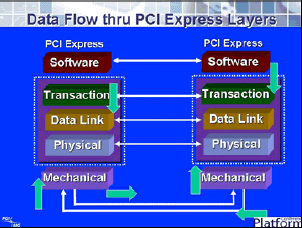 Data Flow thru PCI Express Layers
PCI Express PCI Express
Software Software
Transaction Transaction
Data Link Data Link
Physical Physical
Mechanical Mechanical
Platform